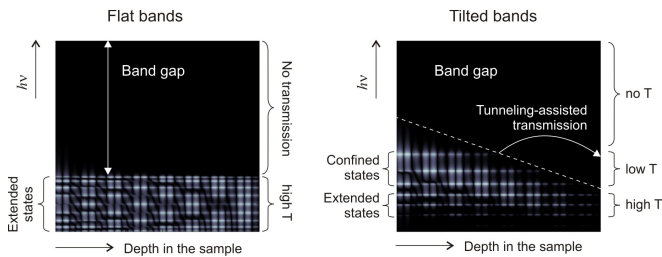 Flat bands
hν
Band gap
No transmission
Extended
states
high T
Depth in the sample
Tilted bands
hν
Band gap
no T
Tunneling-assisted
transmission
Confined
states
low T
Extended
states
high T
Depth in the sample